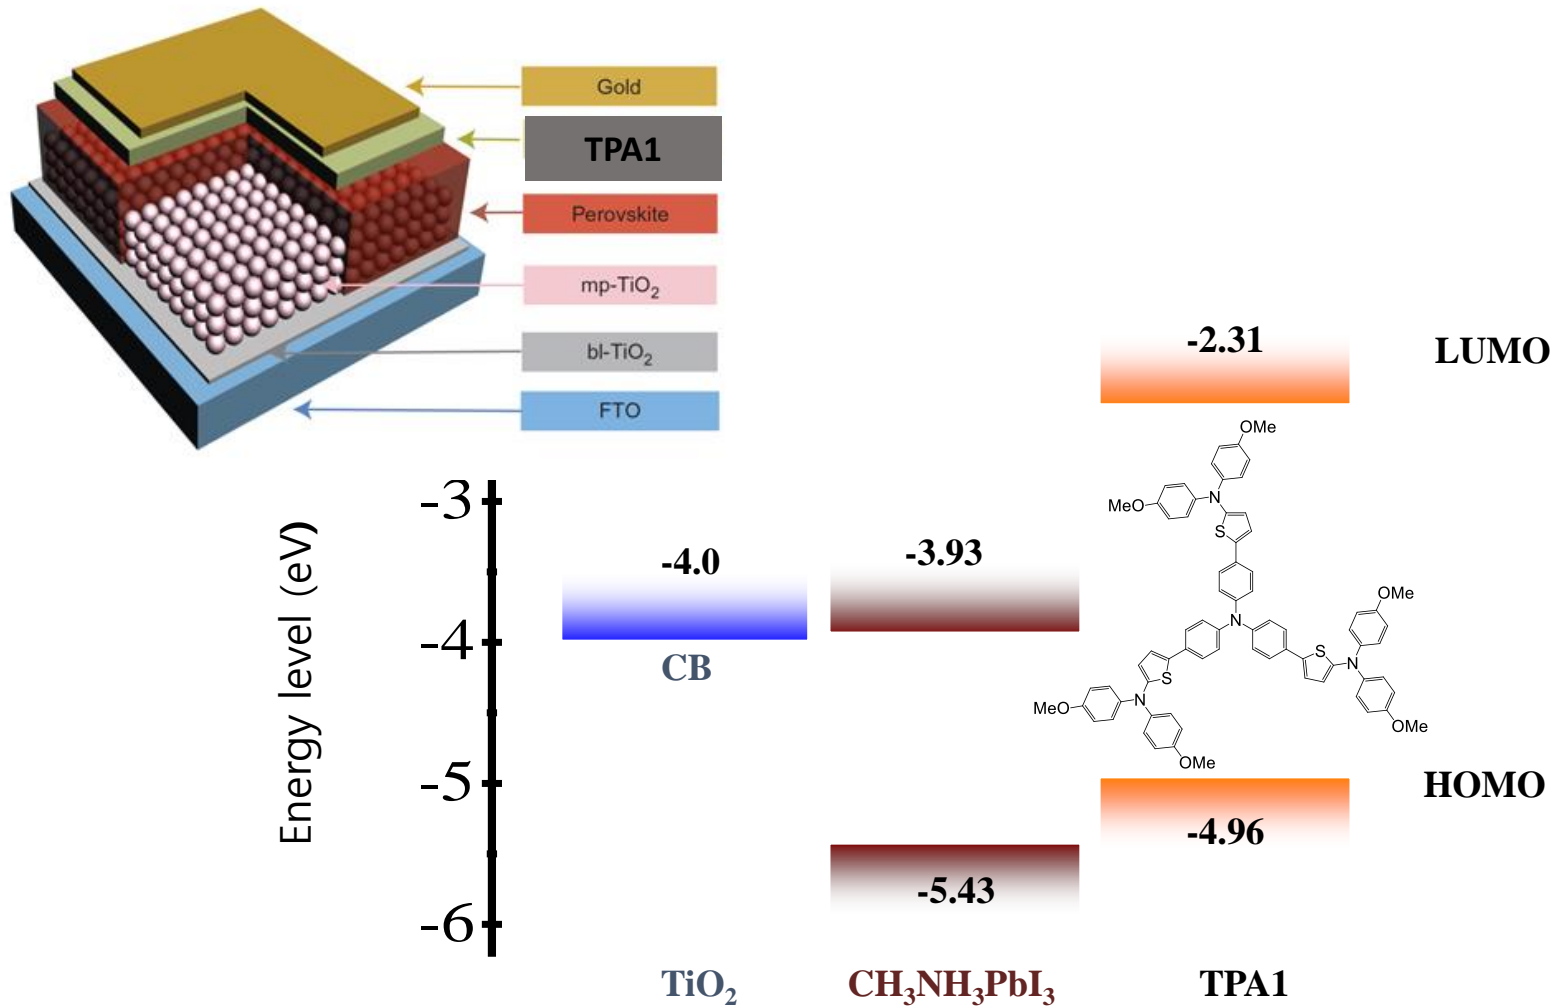 Gold
TPA1
Perovskite
mp-TiO₂
bl-TiO₂
FTO
-2.31
LUMO
Energy level (eV)
-3
-4
-5
-6
-4.0
CB
-3.93
-5.43
OMe
MeO
N
S
N
S
N
OMe
OMe
S
N
MeO
OMe
HOMO
-4.96
TiO₂
CH₃NH₃PbI₃
TPA1